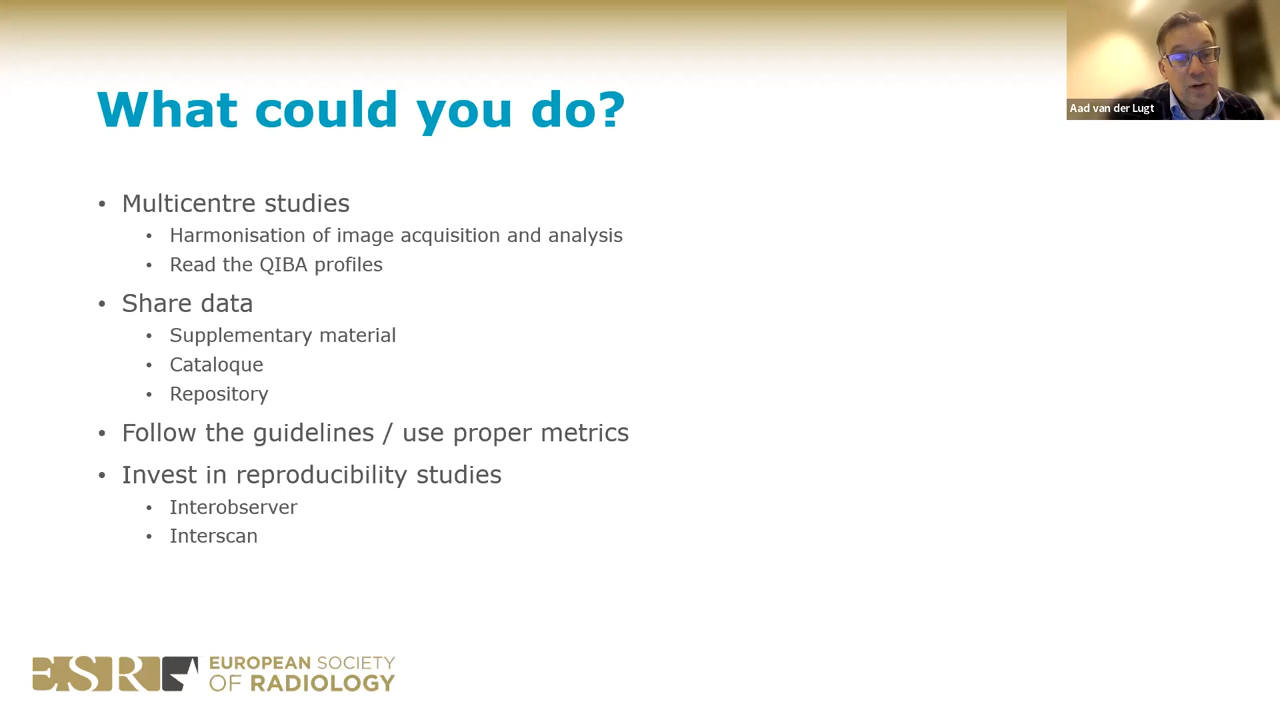 Aad van der Lugt
What could you do?
• Multicentre studies
• Harmonisation of image acquisition and analysis
• Read the QIBA profiles
• Share data
• Supplementary material
• Cataloque
• Repository
• Follow the guidelines / use proper metrics
• Invest in reproducibility studies
• Interobserver
• Interscan
ESR EUROPEAN SOCIETY
OF RADIOLOGY